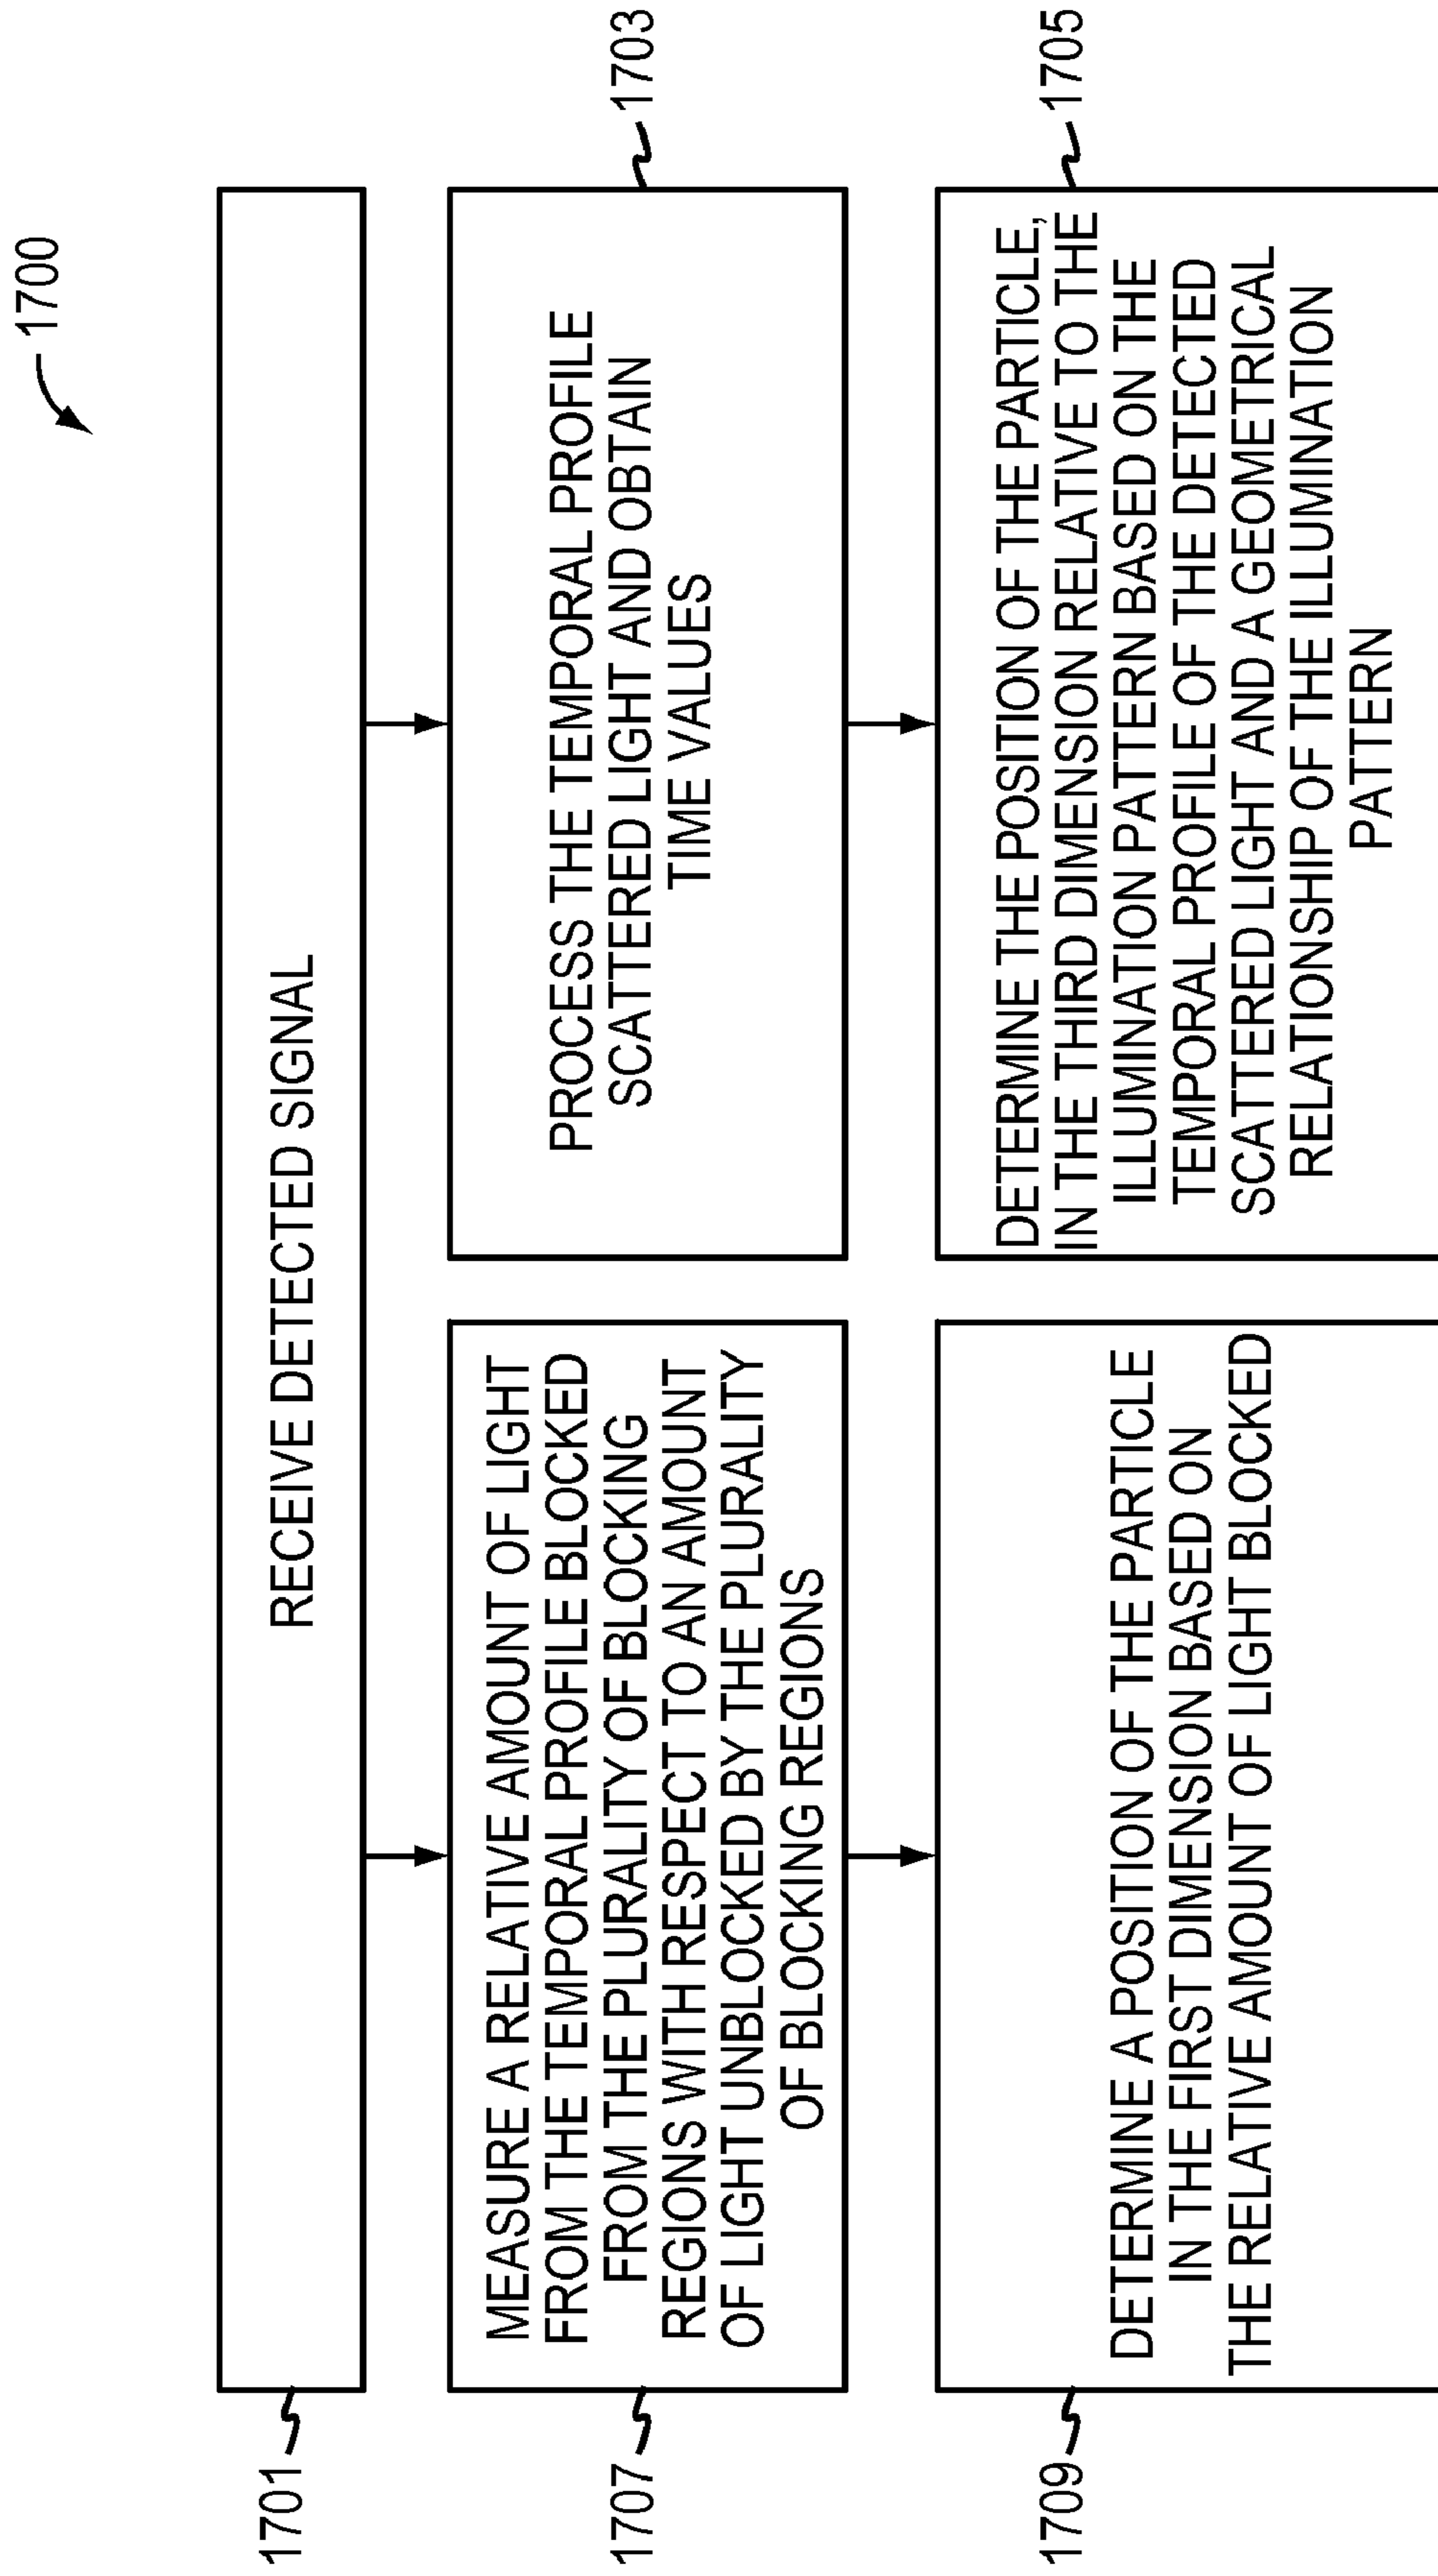 1700
1701
RECEIVE DETECTED SIGNAL
1707
MEASURE A RELATIVE AMOUNT OF LIGHT
FROM THE TEMPORAL PROFILE BLOCKED
FROM THE PLURALITY OF BLOCKING
REGIONS WITH RESPECT TO AN AMOUNT
OF LIGHT UNBLOCKED BY THE PLURALITY
OF BLOCKING REGIONS
PROCESS THE TEMPORAL PROFILE
SCATTERED LIGHT AND OBTAIN
TIME VALUES
1703
1709
DETERMINE A POSITION OF THE PARTICLE
IN THE FIRST DIMENSION BASED ON
THE RELATIVE AMOUNT OF LIGHT BLOCKED
DETERMINE THE POSITION OF THE PARTICLE,
IN THE THIRD DIMENSION RELATIVE TO THE
ILLUMINATION PATTERN BASED ON THE
TEMPORAL PROFILE OF THE DETECTED
SCATTERED LIGHT AND A GEOMETRICAL
RELATIONSHIP OF THE ILLUMINATION
PATTERN
1705